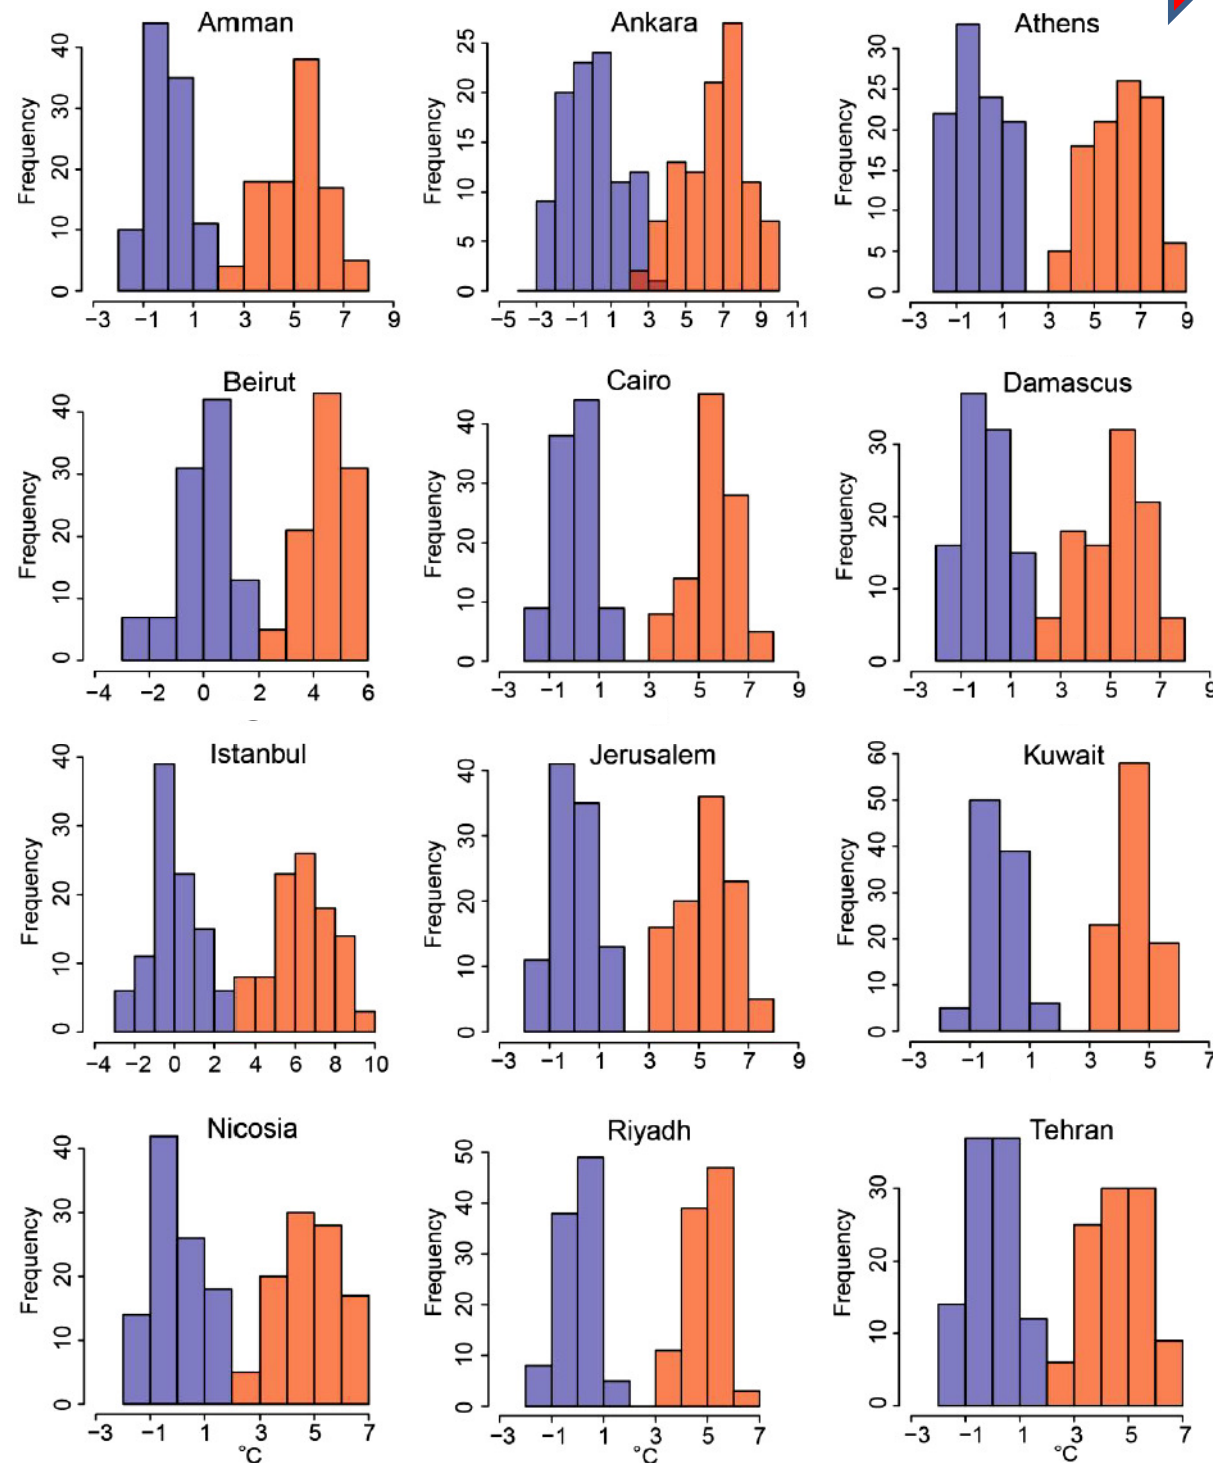 Amman
Frequency
0 10 20 30 40
−3 −1 1 3 5 7 9
Ankara
Frequency
0 5 10 15 20 25
−5 −3 −1 1 3 5 7 9 11
Athens
Frequency
0 5 10 15 20 25 30
−3 −1 1 3 5 7 9
Beirut
Frequency
0 10 20 30 40
−4 −2 0 2 4 6
Cairo
Frequency
0 10 20 30 40
−3 −1 1 3 5 7 9
Damascus
Frequency
0 10 20 30
−3 −1 1 3 5 7 9
Istanbul
Frequency
0 10 20 30 40
−4 −2 0 2 4 6 8 10
Jerusalem
Frequency
0 10 20 30 40
−3 −1 1 3 5 7 9
Kuwait
Frequency
0 10 20 30 40 50 60
−3 −1 1 3 5 7
Nicosia
Frequency
0 10 20 30 40
−3 −1 1 3 5 7
°C
Riyadh
Frequency
0 10 20 30 40 50
−3 −1 1 3 5 7
°C
Tehran
Frequency
0 10 20 30
−3 −1 1 3 5 7
°C